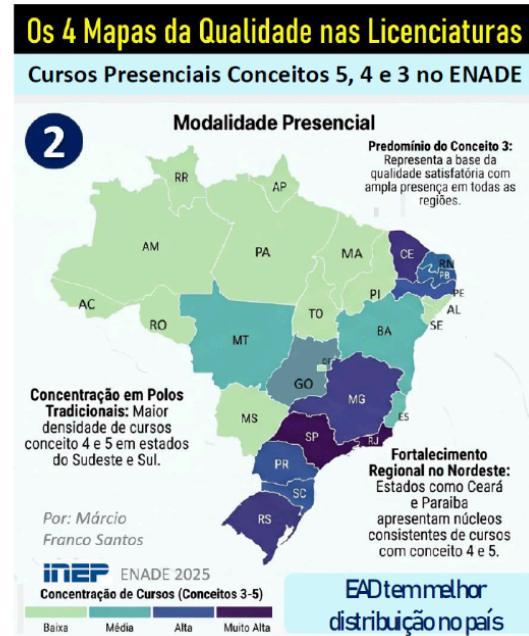 Os 4 Mapas da Qualidade nas Licenciaturas
Cursos Presenciais Conceitos 5, 4 e 3 no ENADE
2
Modalidade Presencial
Predomínio do Conceito 3:
Representa a base da
qualidade satisfatória com
ampla presença em todas as
regiões.
RR
AP
AM
PA
MA
CE
RN
PB
PE
PI
AL
SE
AC
RO
TO
MT
BA
DF
GO
MG
ES
MS
SP
RJ
PR
SC
RS
Concentração em Polos
Tradicionais: Maior
densidade de cursos
conceito 4 e 5 em estados
do Sudeste e Sul.
Fortalecimento
Regional no Nordeste:
Estados como Ceará
e Paraiba
apresentam núcleos
consistentes de cursos
com conceito 4 e 5.
Por: Márcio
Franco Santos
inep ENADE 2025
Concentração de Cursos (Conceitos 3-5)
Baixa Média Alta Muito Alta
EAD tem melhor
distribuição no país